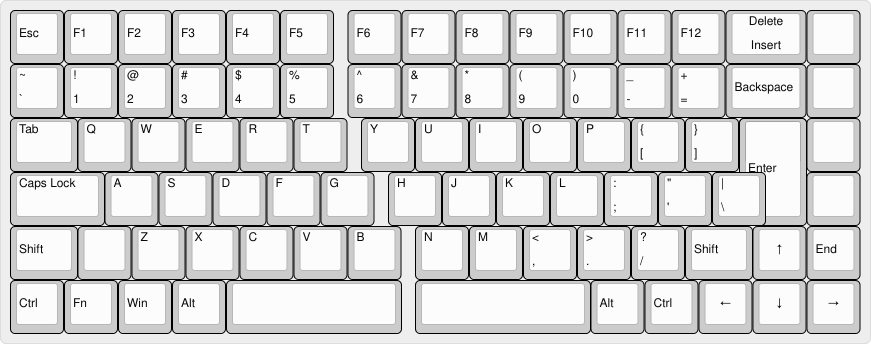 Esc F1 F2 F3 F4 F5 F6 F7 F8 F9 F10 F11 F12 Delete
Insert
~ ! @ # $ % ^ & * ( ) _ +
` 1 2 3 4 5 6 7 8 9 0 - = Backspace
Tab Q W E R T Y U I O P { }
[ ] Enter
Caps Lock A S D F G H J K L : " |
; ' \
Shift Z X C V B N M < > ? Shift ↑ End
, . /
Ctrl Fn Win Alt Alt Ctrl ← ↓ →